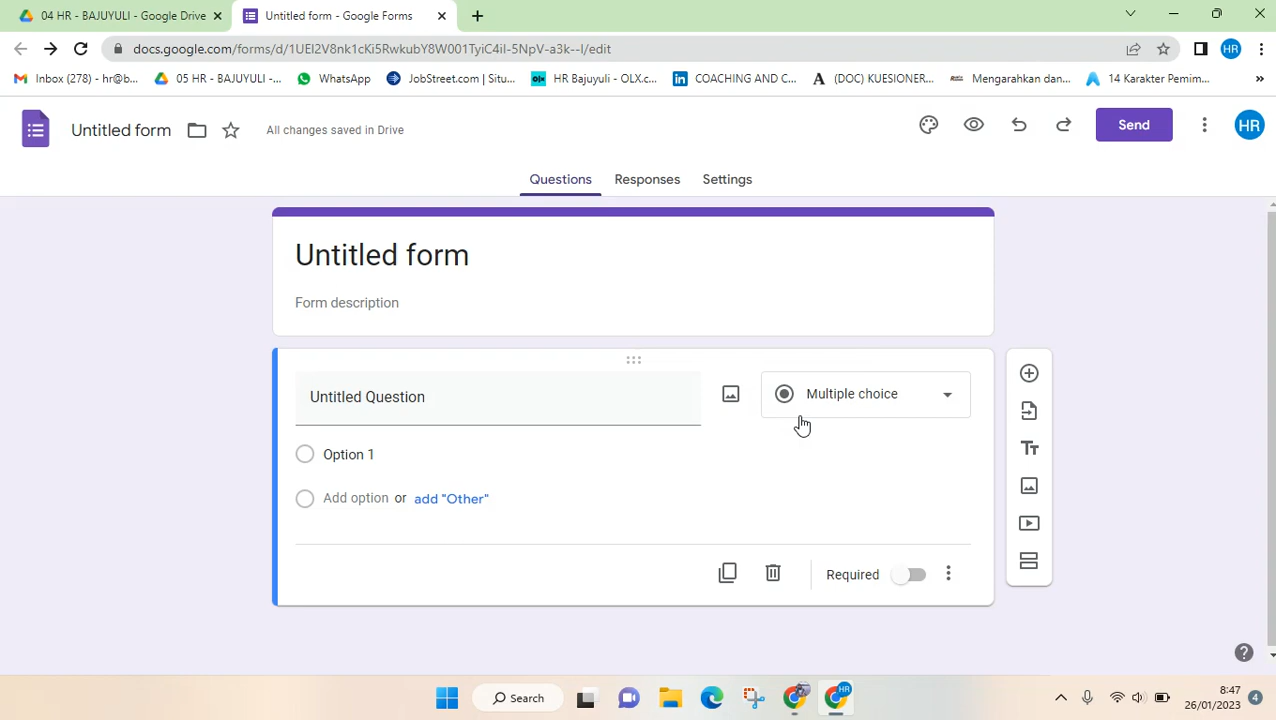 04 HR - BAJUYULI - Google Drive
Untitled form - Google Forms
docs.google.com/forms/d/1UEI2V8nk1cKi5RwkubY8W001TyiC4il-5NpV-a3k--I/edit
HR
Inbox (278) - hr@b...
05 HR - BAJUYULI -...
WhatsApp
JobStreet.com | Situ...
HR Bajuyuli - OLX.c...
COACHING AND C...
(DOC) KUESIONER...
Mengarahkan dan...
14 Karakter Pemim...
»
Untitled form
All changes saved in Drive
Send
HR
Questions
Responses
Settings
Untitled form
Form description
Untitled Question
Multiple choice
Option 1
Add option or add "Other"
Required
Search
HR
8:47
26/01/2023
4